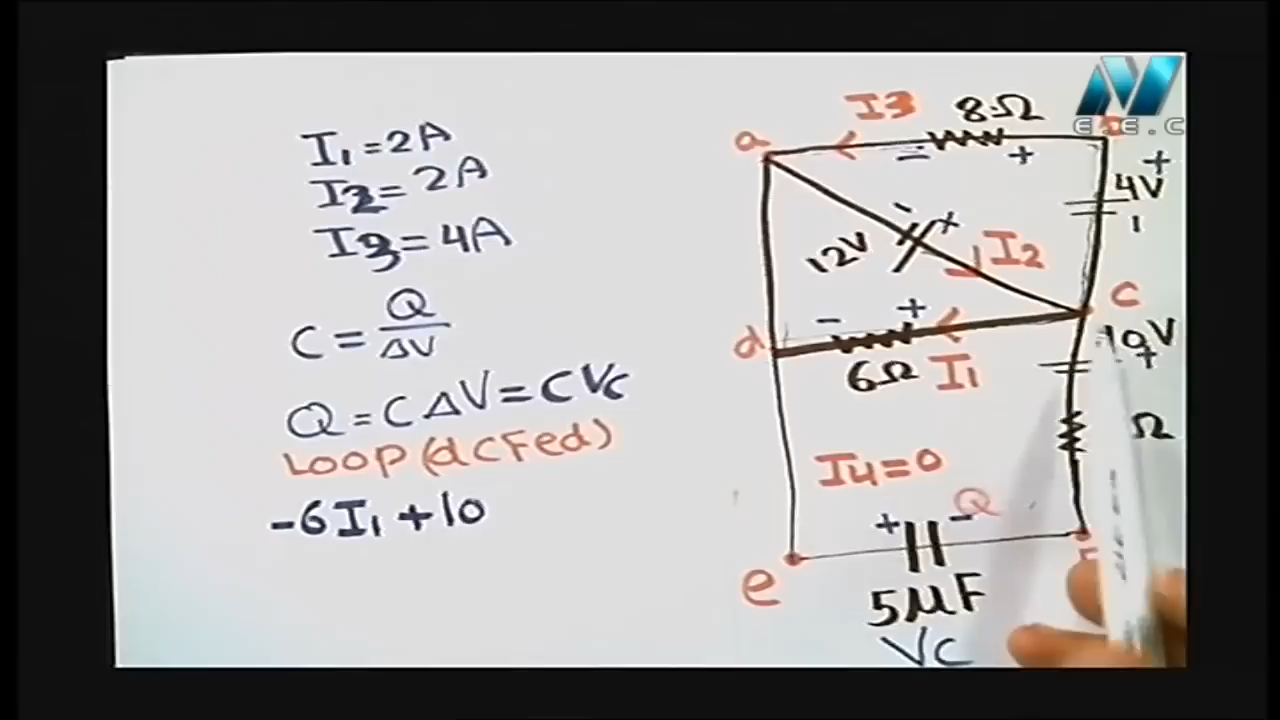 I1 = 2A
I2 = 2A
I3 = 4A
C = Q/ΔV
Q = CΔV = CVc
LOOP (dCFed)
-6I1 + 10
I3
8Ω
a
4V
+
-
+
12V
-
+
I2
C
-
+
d
6Ω
I1
10V
+
Ω
I4=0
+
-
Q
e
5μF
VC
E.E.C